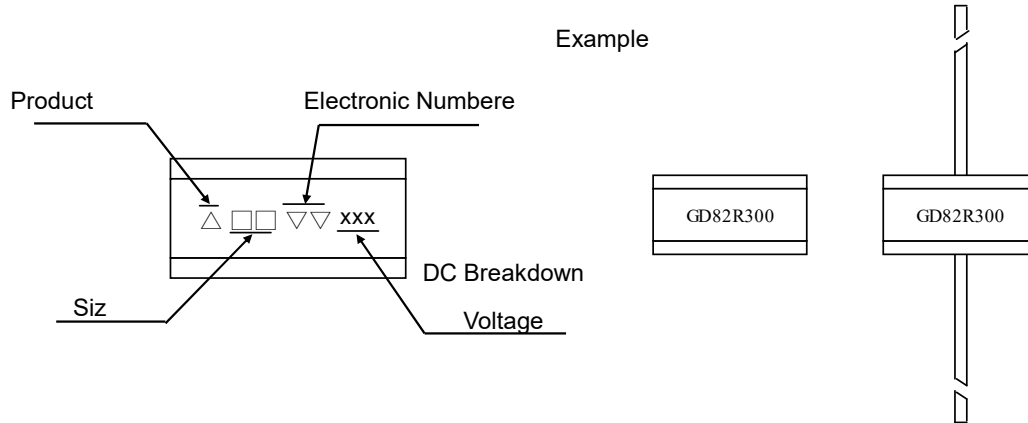 Example
Product
Electronic Numbere
△ □□ ▽▽ xxx
GD82R300
GD82R300
DC Breakdown
Siz
Voltage